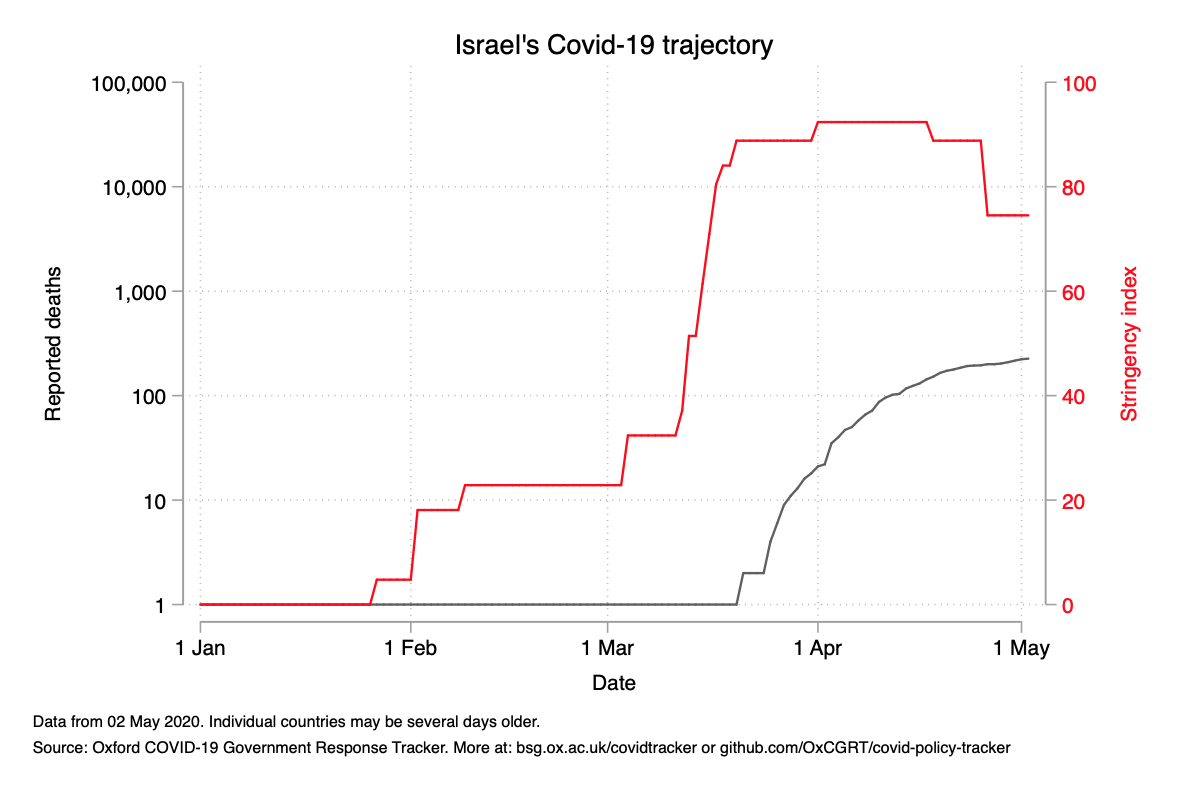 Israel's Covid-19 trajectory
100,000
10,000
1,000
100
10
1
Reported deaths
100
80
60
40
20
0
Stringency index
1 Jan
1 Feb
1 Mar
1 Apr
1 May
Date
Data from 02 May 2020. Individual countries may be several days older.
Source: Oxford COVID-19 Government Response Tracker. More at: bsg.ox.ac.uk/covidtracker or github.com/OxCGRT/covid-policy-tracker